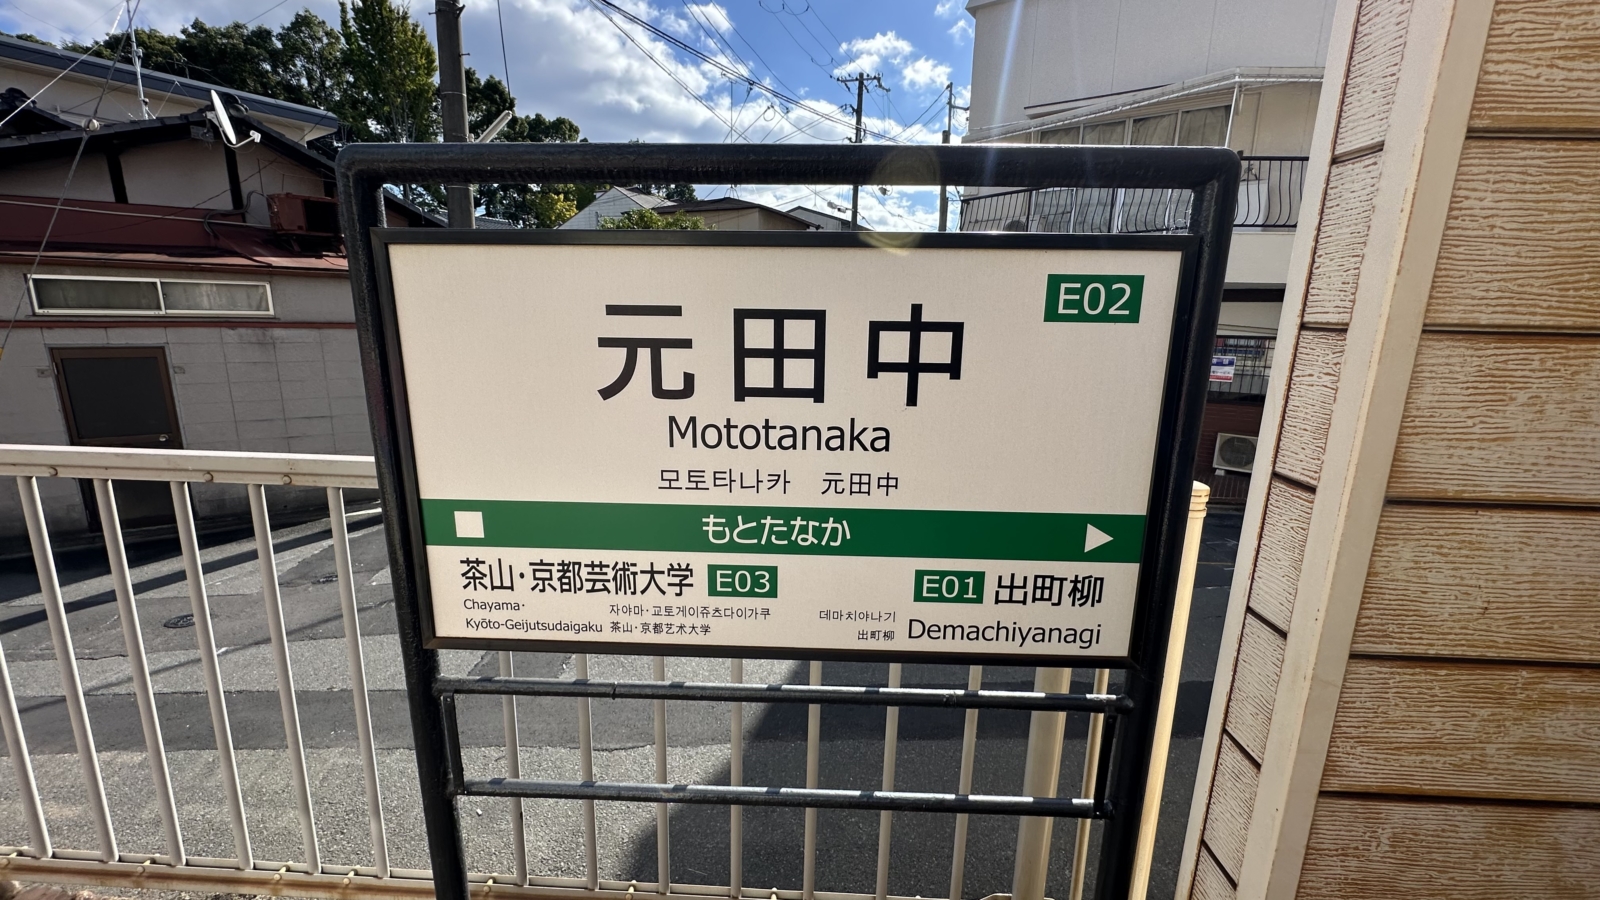 E02
元田中
Mototanaka
모토타나카 元田中
もとたなか
茶山・京都芸術大学 E03
Chayama・
Kyōto-Geijutsudaigaku
자야마・교토게이쥬츠다이가쿠
茶山・京都艺术大学
E01 出町柳
데마치야나기
出町柳
Demachiyanagi